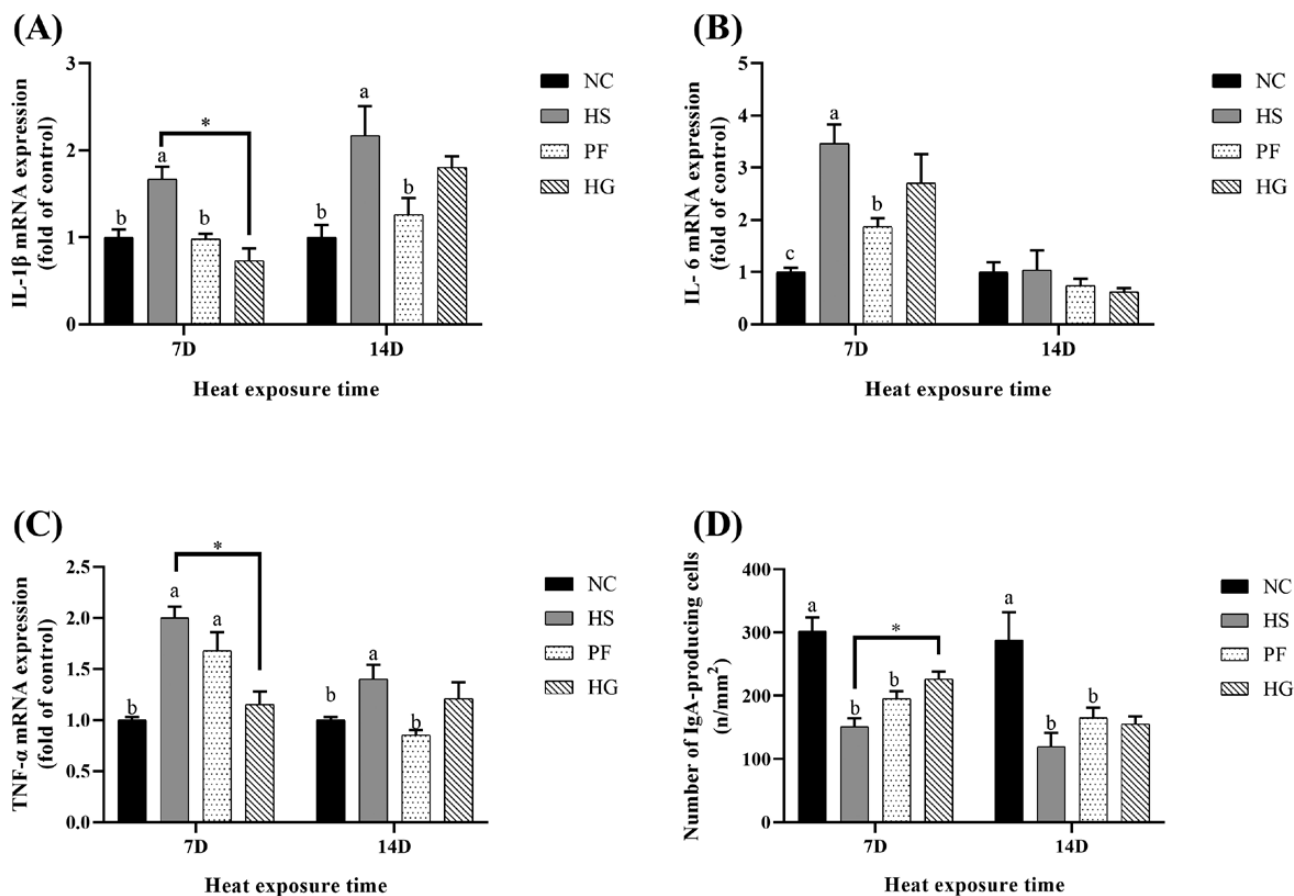 (A)
IL-1β mRNA expression
(fold of control)
3
2
1
0
b
a
b
*
b
a
b
7D
14D
Heat exposure time
NC
HS
PF
HG
(B)
IL- 6 mRNA expression
(fold of control)
5
4
3
2
1
0
c
a
b
7D
14D
Heat exposure time
NC
HS
PF
HG
(C)
TNF-α mRNA expression
(fold of control)
2.5
2.0
1.5
1.0
0.5
0.0
b
a
a
*
b
a
b
7D
14D
Heat exposure time
NC
HS
PF
HG
(D)
Number of IgA-producing cells
(n/mm²)
400
300
200
100
0
a
b
b
*
a
b
b
7D
14D
Heat exposure time
NC
HS
PF
HG